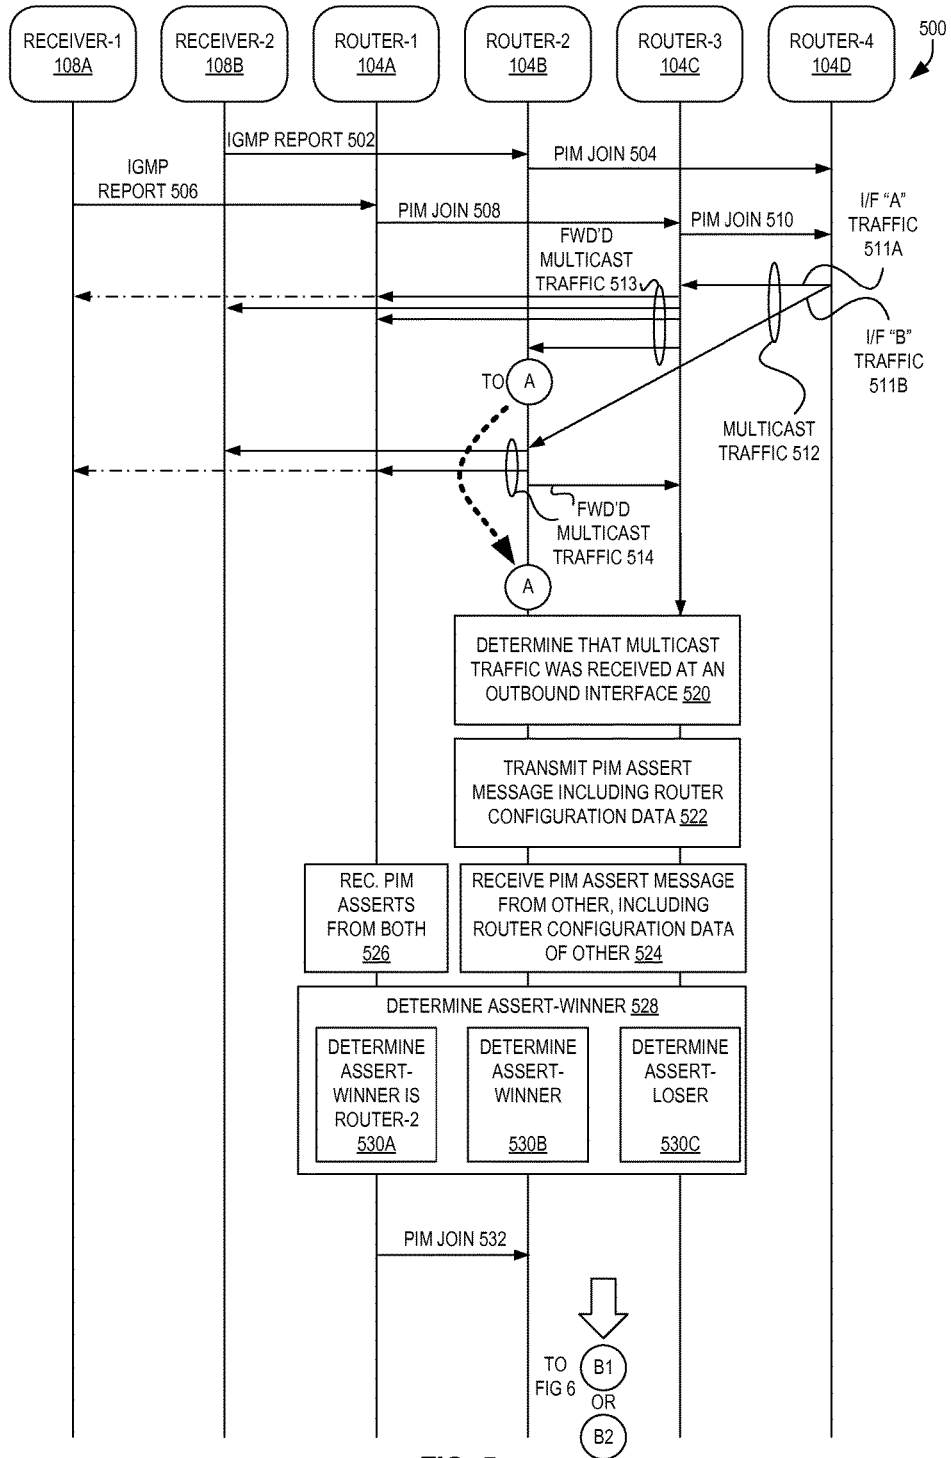 RECEIVER-1
108A
RECEIVER-2
108B
ROUTER-1
104A
ROUTER-2
104B
ROUTER-3
104C
ROUTER-4
104D
500
IGMP REPORT 502
PIM JOIN 504
IGMP
REPORT 506
PIM JOIN 508
PIM JOIN 510
I/F “A”
TRAFFIC
511A
FWD’D
MULTICAST
TRAFFIC 513
I/F “B”
TRAFFIC
511B
TO
A
MULTICAST
TRAFFIC 512
FWD’D
MULTICAST
TRAFFIC 514
A
DETERMINE THAT MULTICAST
TRAFFIC WAS RECEIVED AT AN
OUTBOUND INTERFACE 520
TRANSMIT PIM ASSERT
MESSAGE INCLUDING ROUTER
CONFIGURATION DATA 522
REC. PIM
ASSERTS
FROM BOTH
526
RECEIVE PIM ASSERT MESSAGE
FROM OTHER, INCLUDING
ROUTER CONFIGURATION DATA
OF OTHER 524
DETERMINE ASSERT-WINNER 528
DETERMINE
ASSERT-
WINNER IS
ROUTER-2
530A
DETERMINE
ASSERT-
WINNER
530B
DETERMINE
ASSERT-
LOSER
530C
PIM JOIN 532
TO
FIG 6
B1
OR
B2